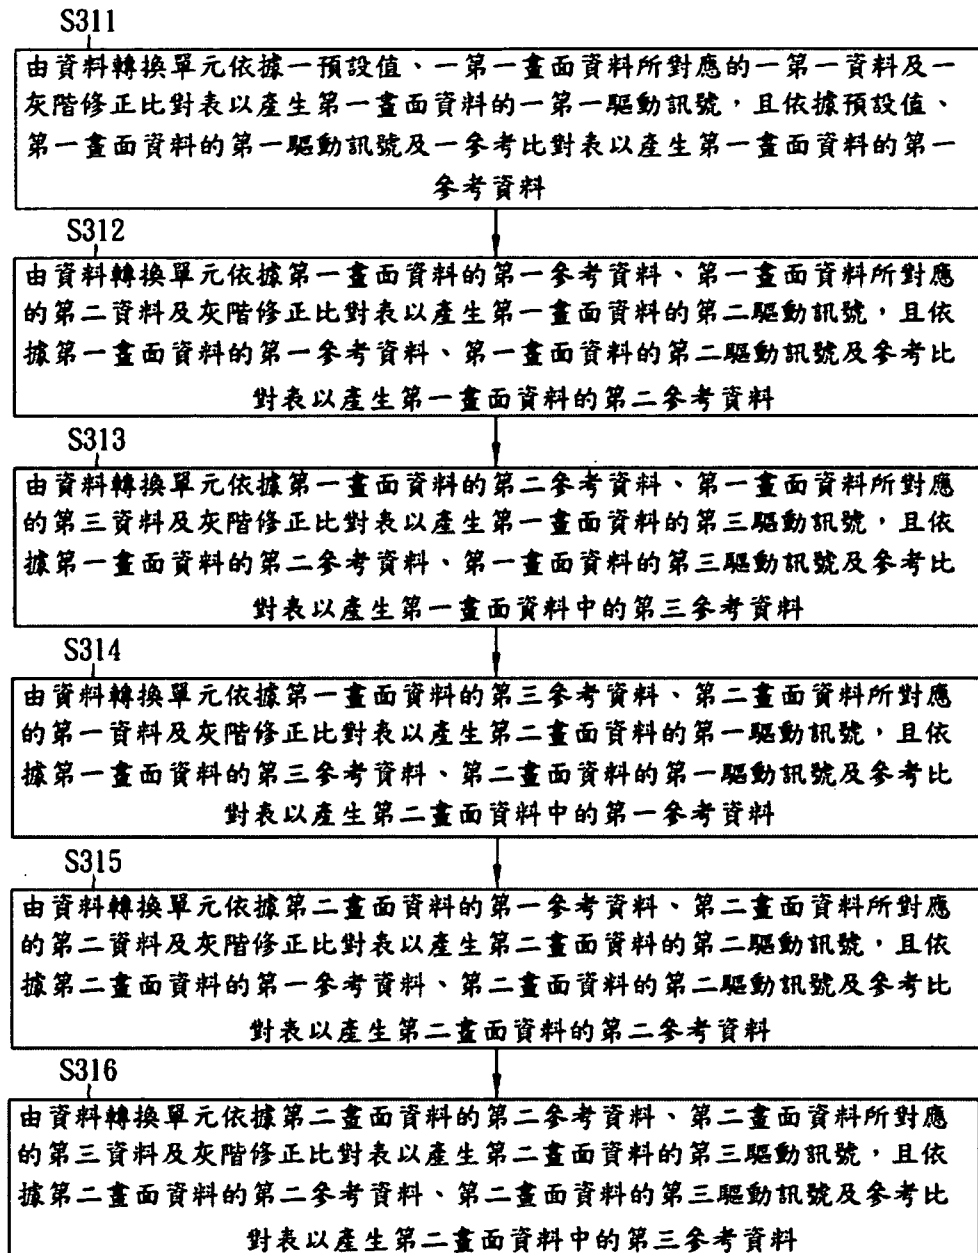 S311
由資料轉換單元依據一預設值、一第一畫面資料所對應的一第一資料及一
灰階修正比對表以產生第一畫面資料的一第一驅動訊號，且依據預設值、
第一畫面資料的第一驅動訊號及一參考比對表以產生第一畫面資料的第一
參考資料
S312
由資料轉換單元依據第一畫面資料的第一參考資料、第一畫面資料所對應
的第二資料及灰階修正比對表以產生第一畫面資料的第二驅動訊號，且依
據第一畫面資料的第一參考資料、第一畫面資料的第二驅動訊號及參考比
對表以產生第一畫面資料的第二參考資料
S313
由資料轉換單元依據第一畫面資料的第二參考資料、第一畫面資料所對應
的第三資料及灰階修正比對表以產生第一畫面資料的第三驅動訊號，且依
據第一畫面資料的第二參考資料、第一畫面資料的第三驅動訊號及參考比
對表以產生第一畫面資料中的第三參考資料
S314
由資料轉換單元依據第一畫面資料的第三參考資料、第二畫面資料所對應
的第一資料及灰階修正比對表以產生第二畫面資料的第一驅動訊號，且依
據第一畫面資料的第三參考資料、第二畫面資料的第一驅動訊號及參考比
對表以產生第二畫面資料中的第一參考資料
S315
由資料轉換單元依據第二畫面資料的第一參考資料、第二畫面資料所對應
的第二資料及灰階修正比對表以產生第二畫面資料的第二驅動訊號，且依
據第二畫面資料的第一參考資料、第二畫面資料的第二驅動訊號及參考比
對表以產生第二畫面資料的第二參考資料
S316
由資料轉換單元依據第二畫面資料的第二參考資料、第二畫面資料所對應
的第三資料及灰階修正比對表以產生第二畫面資料的第三驅動訊號，且依
據第二畫面資料的第二參考資料、第二畫面資料的第三驅動訊號及參考比
對表以產生第二畫面資料中的第三參考資料